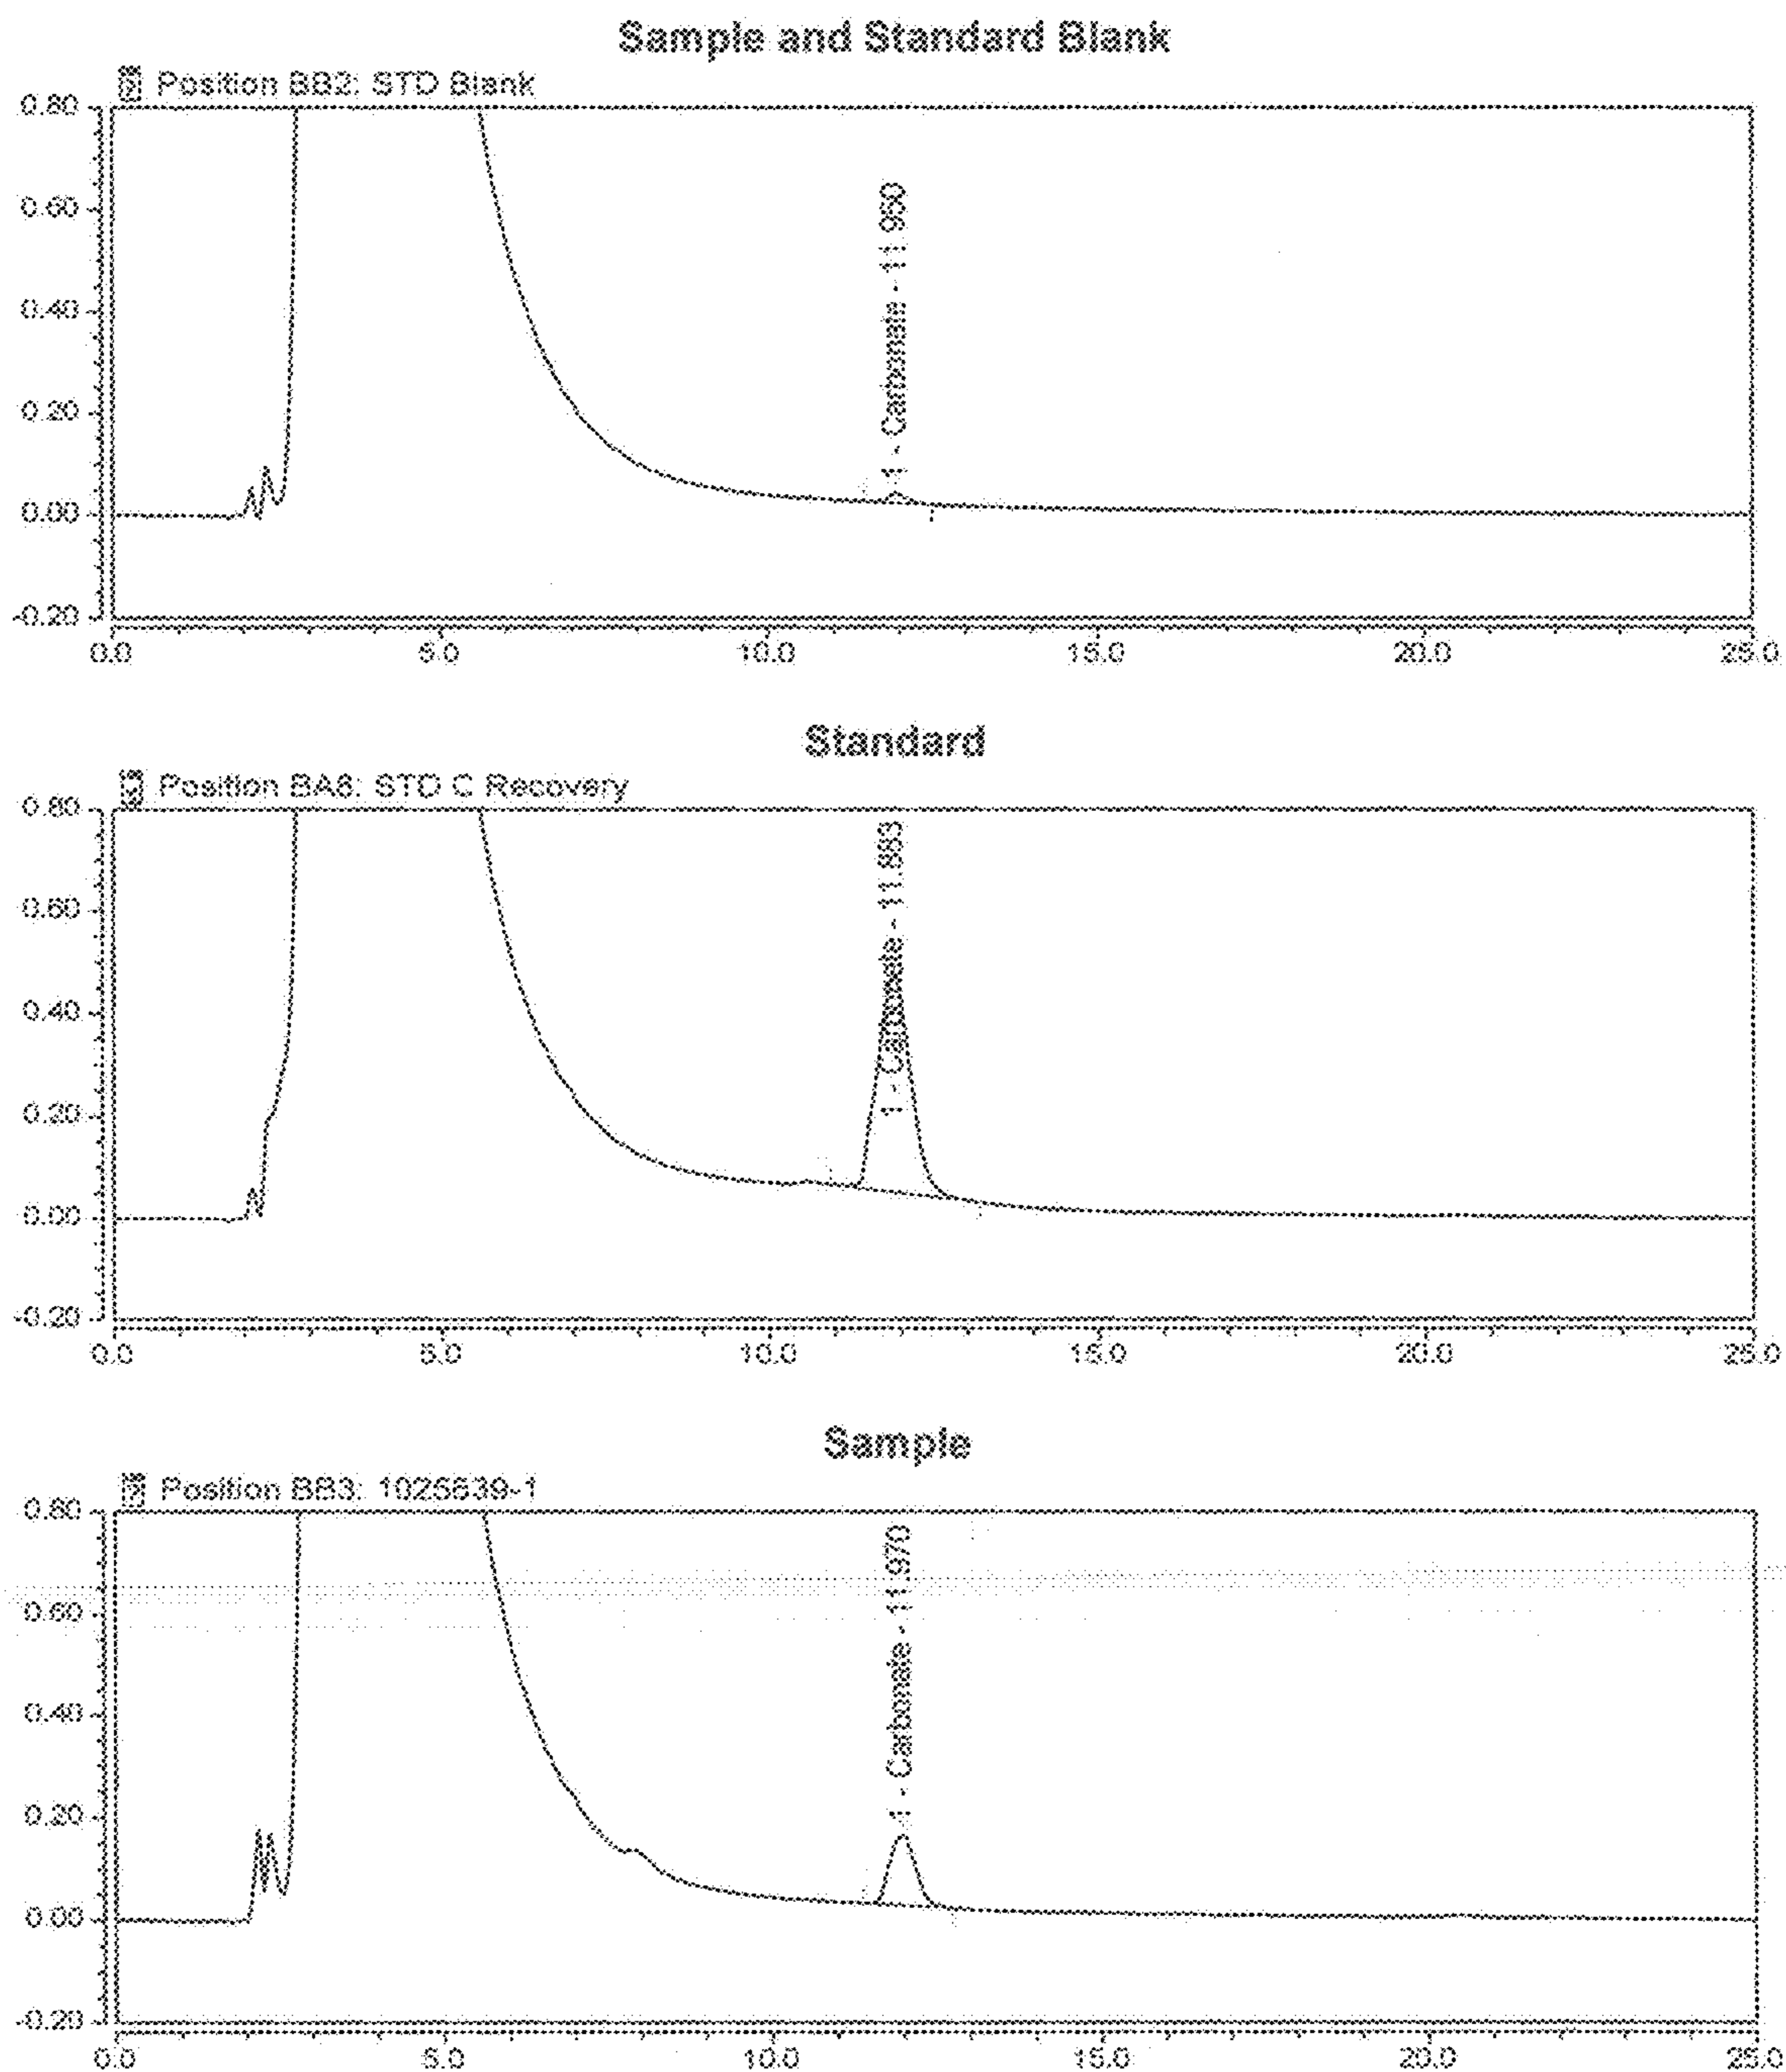 Sample and Standard Blank
Position BB2: STD Blank
0.80
0.60
0.40
0.20
0.00
-0.20
4 - Carbonate - 11.950
0.0 5.0 10.0 15.0 20.0 25.0
Standard
Position BA8: STD C Recovery
0.80
0.60
0.40
0.20
0.00
-0.20
1 - Carbonate - 11.883
0.0 5.0 10.0 15.0 20.0 25.0
Sample
Position BB3:
0.80
0.60
0.40
0.20
0.00
-0.20
4 - Carbonate - 11.970
0.0 5.0 10.0 15.0 20.0 25.0